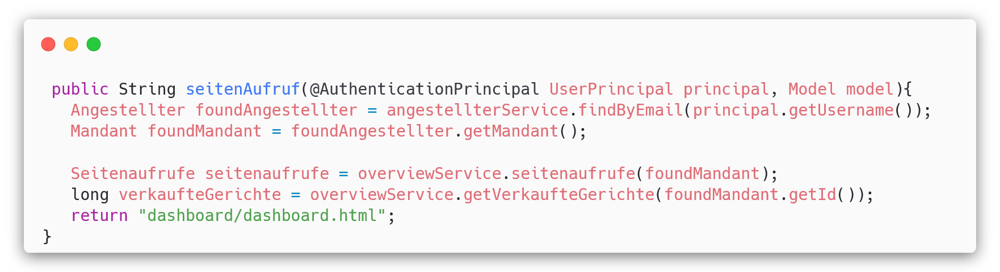 public String seitenAufruf(@AuthenticationPrincipal UserPrincipal principal, Model model){
Angestellter foundAngestellter = angestellterService.findByEmail(principal.getUsername());
Mandant foundMandant = foundAngestellter.getMandant();
Seitenaufrufe seitenaufrufe = overviewService.seitenaufrufe(foundMandant);
long verkaufteGerichte = overviewService.getVerkaufteGerichte(foundMandant.getId());
return "dashboard/dashboard.html";
}